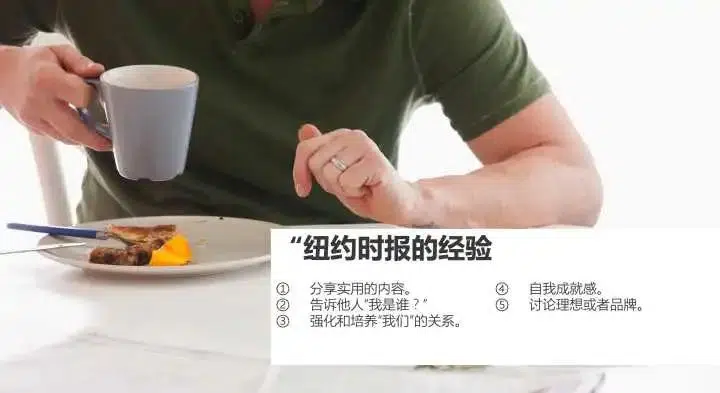 “纽约时报的经验
① 分享实用的内容。
② 告诉他人“我是谁？”
③ 强化和培养“我们”的关系。
④ 自我成就感。
⑤ 讨论理想或者品牌。